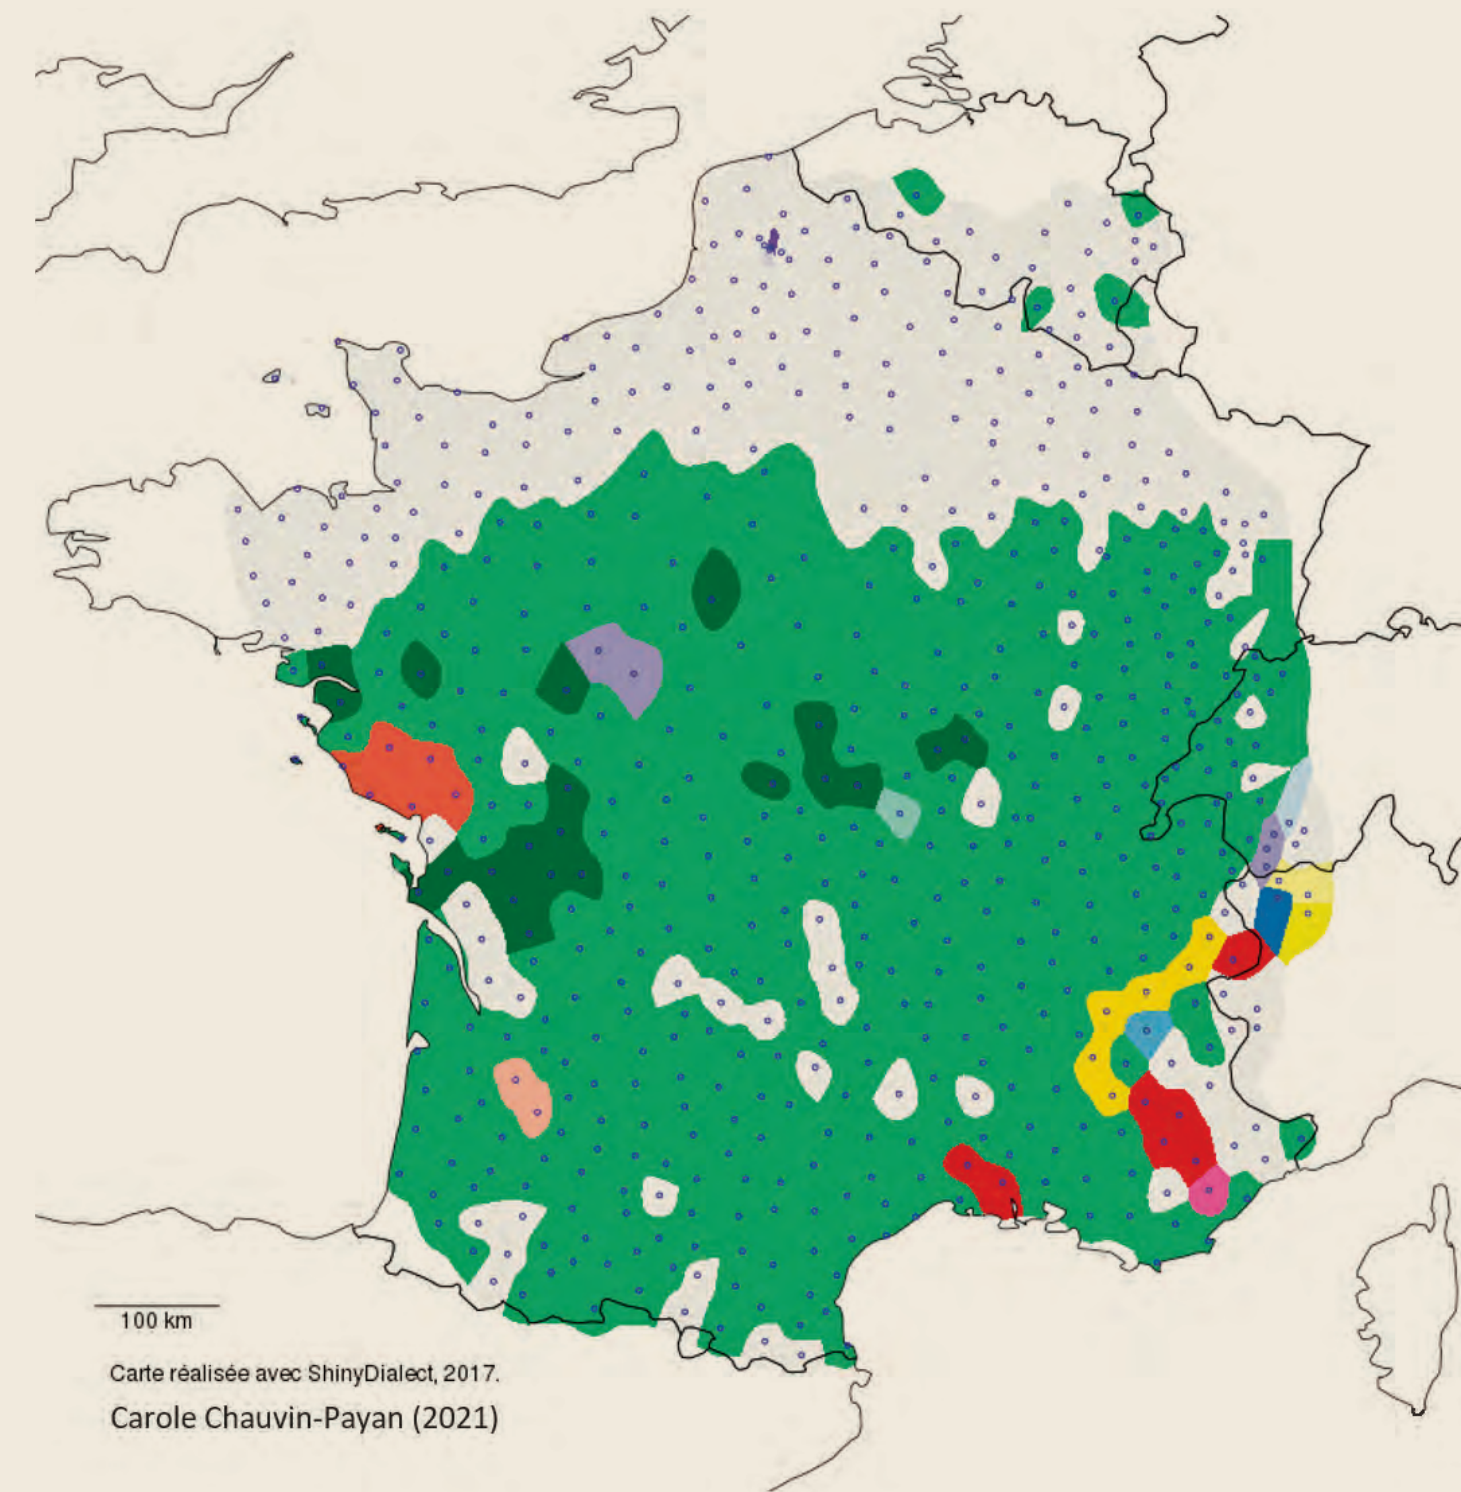 100 km
Carte réalisée avec ShinyDialect, 2017.
Carole Chauvin-Payan (2021)